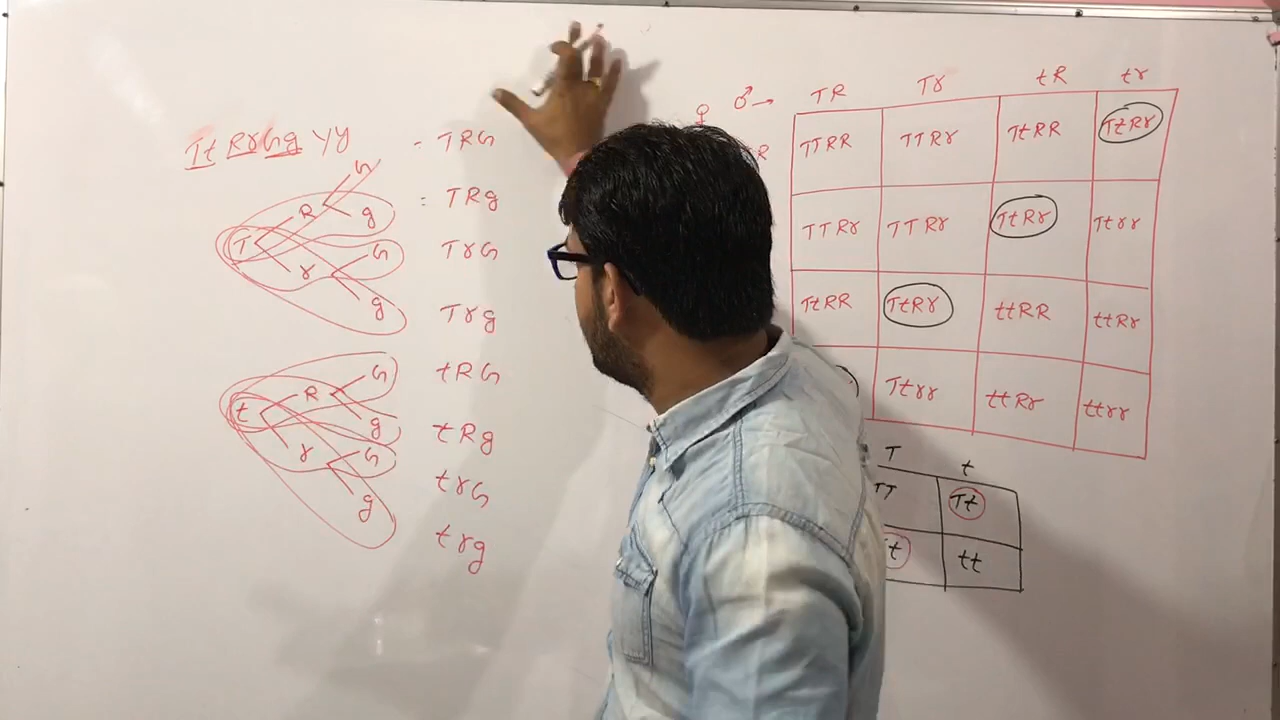 Tt RrGg yy
T R G g
r G g
t R G g
r G g
- TRG
= TRg
TrG
Trg
tRG
tRg
trG
trg
♀ ♂→ TR Tr tR tr
R TTRR TTRr TtRR TtRr
TTRr TTRr TtRr Ttrr
TtRR TtRr ttRR ttRr
Ttrr ttRr ttrr
T t
TT Tt
t tt